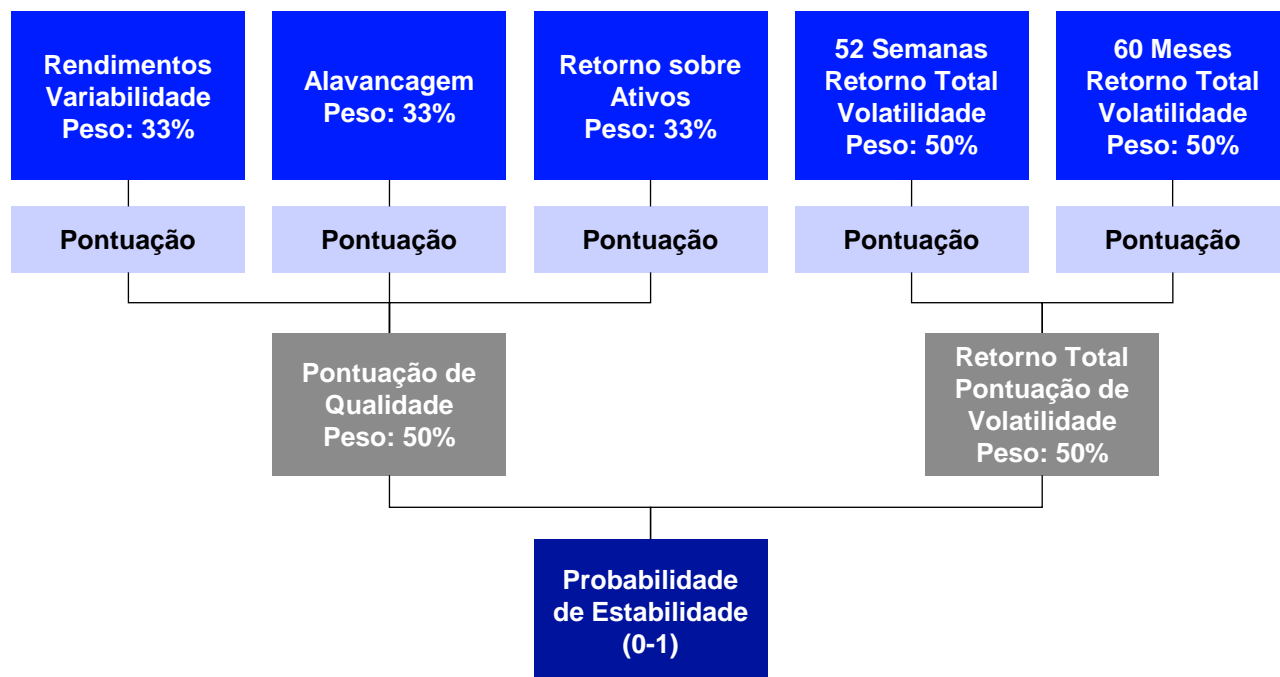 Rendimentos
Variabilidade
Peso: 33%
Alavancagem
Peso: 33%
Retorno sobre
Ativos
Peso: 33%
52 Semanas
Retorno Total
Volatilidade
Peso: 50%
60 Meses
Retorno Total
Volatilidade
Peso: 50%
Pontuação
Pontuação
Pontuação
Pontuação
Pontuação
Pontuação de
Qualidade
Peso: 50%
Retorno Total
Pontuação de
Volatilidade
Peso: 50%
Probabilidade
de Estabilidade
(0-1)